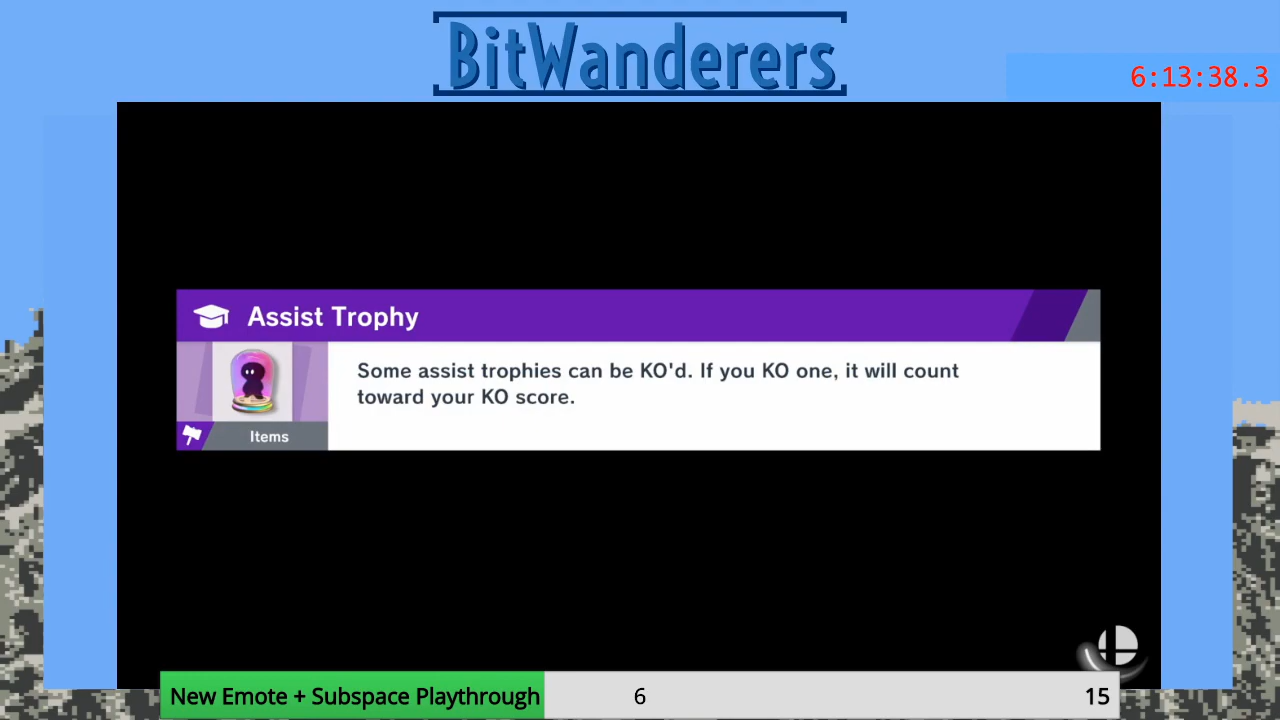 BitWanderers
6:13:38.3
Assist Trophy
Some assist trophies can be KO'd. If you KO one, it will count
toward your KO score.
Items
New Emote + Subspace Playthrough 6 15